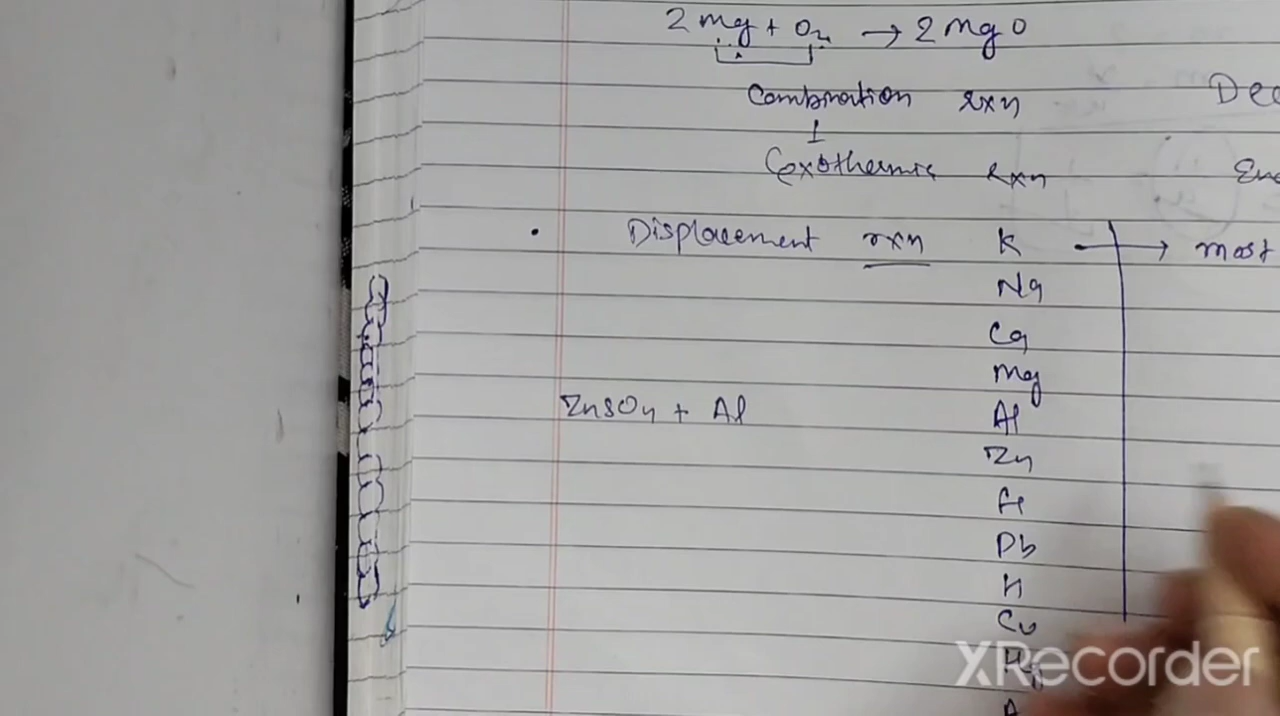 2Mg + O2 → 2MgO
Combination rxn
Dec
Exothermic rxn
En
• Displacement rxn K → most
Na
Ca
Mg
ZnSO4 + Al Al
Zn
Fe
Pb
H
Cu
Hg
A
XRecorder